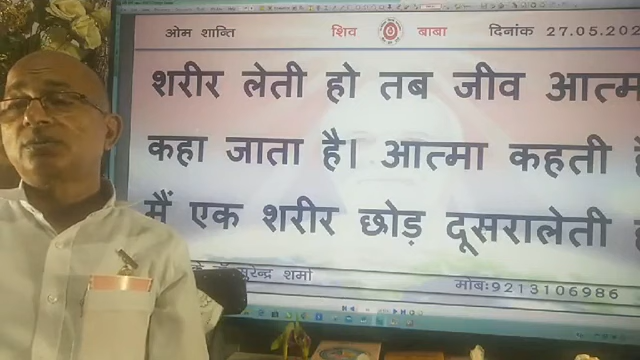 ओम शान्ति शिव बाबा दिनांक 27.05.202
शरीर लेती हो तब जीव आत्म
कहा जाता है। आत्मा कहती है
मैं एक शरीर छोड़ दूसरालेती
सुरेन्द्र शर्मा मोबः9213106986